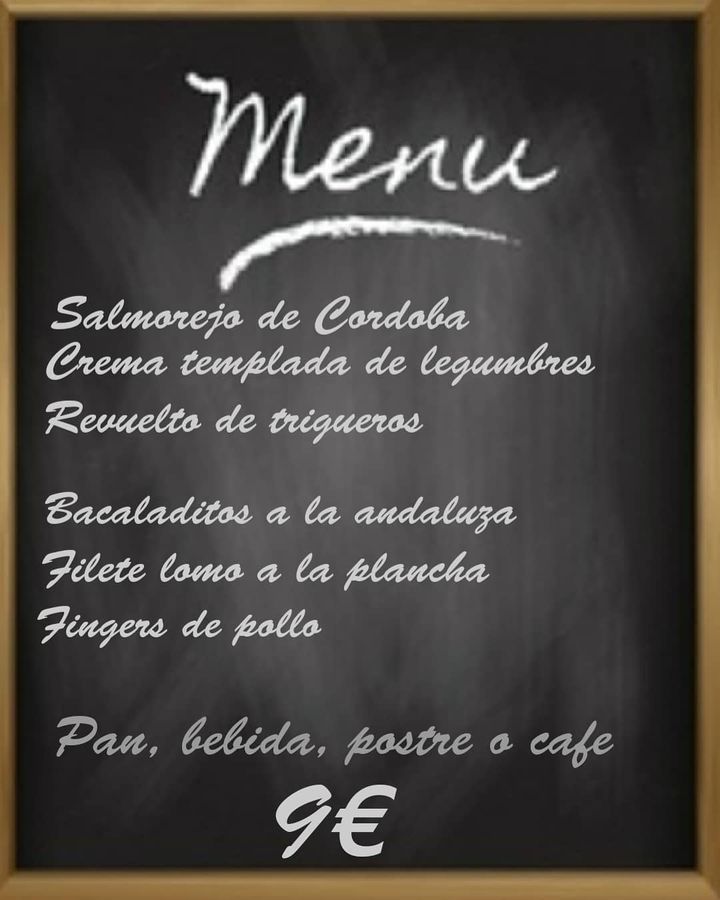 Menu
Salmorejo de Cordoba
Crema templada de legumbres
Revuelto de trigueros
Bacaladitos a la andaluza
Filete lomo a la plancha
Fingers de pollo
Pan, bebida, postre o cafe
9€